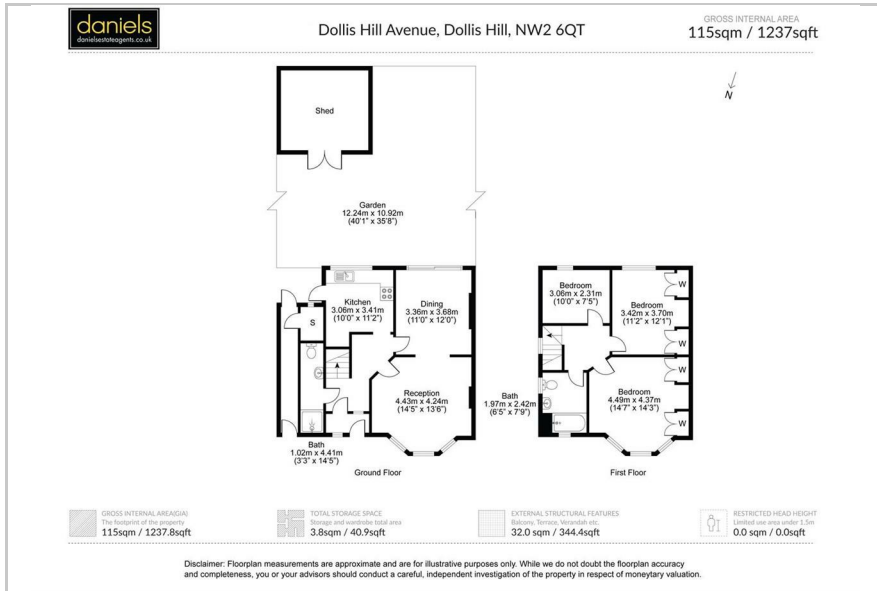 daniels
danielsestateagents.co.uk
Dollis Hill Avenue, Dollis Hill, NW2 6QT
GROSS INTERNAL AREA
115sqm / 1237sqft
N
Shed
Garden
12.24m x 10.92m
(40'1" x 35'8")
Kitchen
3.06m x 3.41m
(10'0" x 11'2")
Dining
3.36m x 3.68m
(11'0" x 12'0")
S
Reception
4.43m x 4.24m
(14'5" x 13'6")
Bath
1.02m x 4.41m
(3'3" x 14'5")
Ground Floor
Bedroom
3.06m x 2.31m
(10'0" x 7'5")
Bedroom
3.42m x 3.70m
(11'2" x 12'1")
W
W
W
W
Bedroom
4.49m x 4.37m
(14'7" x 14'3")
Bath
1.97m x 2.42m
(6'5" x 7'9")
First Floor
GROSS INTERNAL AREA(GIA)
The footprint of the property
115sqm / 1237.8sqft
TOTAL STORAGE SPACE
Storage and wardrobe total area
3.8sqm / 40.9sqft
EXTERNAL STRUCTURAL FEATURES
Balcony, Terrace, Verandah etc.
32.0 sqm / 344.4sqft
RESTRICTED HEAD HEIGHT
Limited use area under 1.5m
0.0 sqm / 0.0sqft
Disclaimer: Floorplan measurements are approximate and are for illustrative purposes only. While we do not doubt the floorplan accuracy
and completeness, you or your advisors should conduct a careful, independent investigation of the property in respect of moneytary valuation.